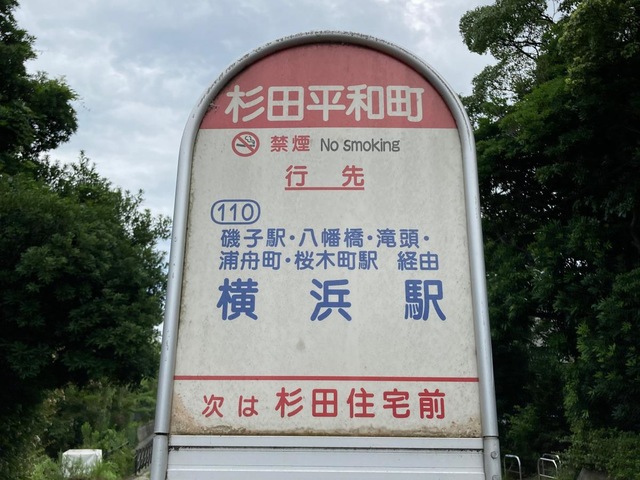 杉田平和町
禁煙 No smoking
行先
110
磯子駅・八幡橋・滝頭・
浦舟町・桜木町駅 経由
横浜駅
次は 杉田住宅前